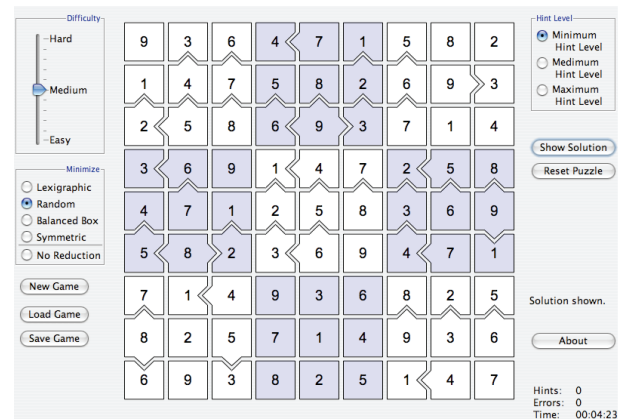 Difficulty
Hard
Medium
Easy
Minimize
Lexigraphic
Random
Balanced Box
Symmetric
No Reduction
New Game
Load Game
Save Game
9 3 6 4 7 1 5 8 2
1 4 7 5 8 2 6 9 3
2 5 8 6 9 3 7 1 4
3 6 9 1 4 7 2 5 8
4 7 1 2 5 8 3 6 9
5 8 2 3 6 9 4 7 1
7 1 4 9 3 6 8 2 5
8 2 5 7 1 4 9 3 6
6 9 3 8 2 5 1 4 7
Hint Level
Minimum
Hint Level
Medimum
Hint Level
Maximum
Hint Level
Show Solution
Reset Puzzle
Solution shown.
About
Hints: 0
Errors: 0
Time: 00:04:23